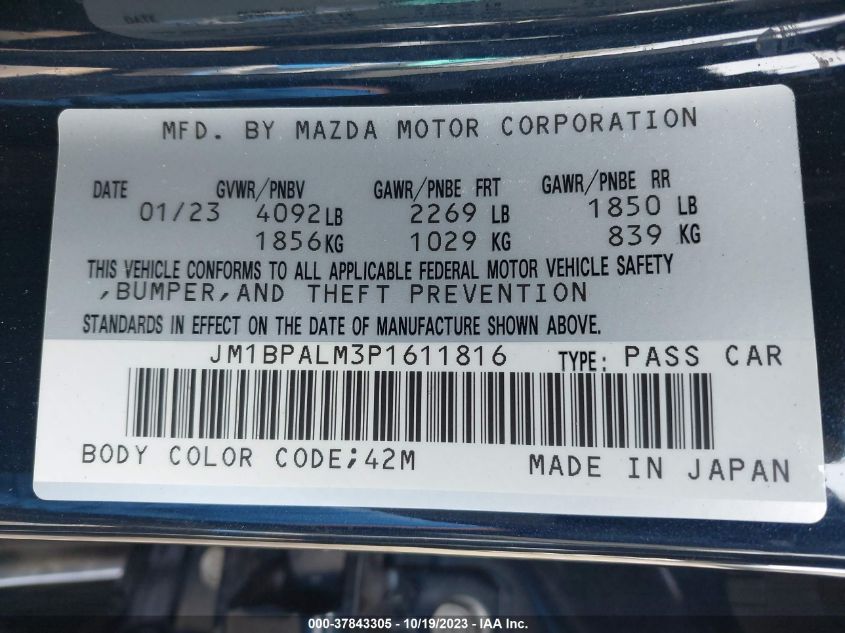 MFD. BY MAZDA MOTOR CORPORATION
DATE GVWR/PNBV GAWR/PNBE FRT GAWR/PNBE RR
01/23 4092LB 2269 LB 1850 LB
1856KG 1029 KG 839 KG
THIS VEHICLE CONFORMS TO ALL APPLICABLE FEDERAL MOTOR VEHICLE SAFETY
,BUMPER,AND THEFT PREVENTION
STANDARDS IN EFFECT ON THE DATE OF MANUFACTURE SHOWN ABOVE.
JM1BPALM3P1611816 TYPE: PASS CAR
BODY COLOR CODE;42M MADE IN JAPAN
000-37843305 - 10/19/2023 - WWW.IAAI.COM